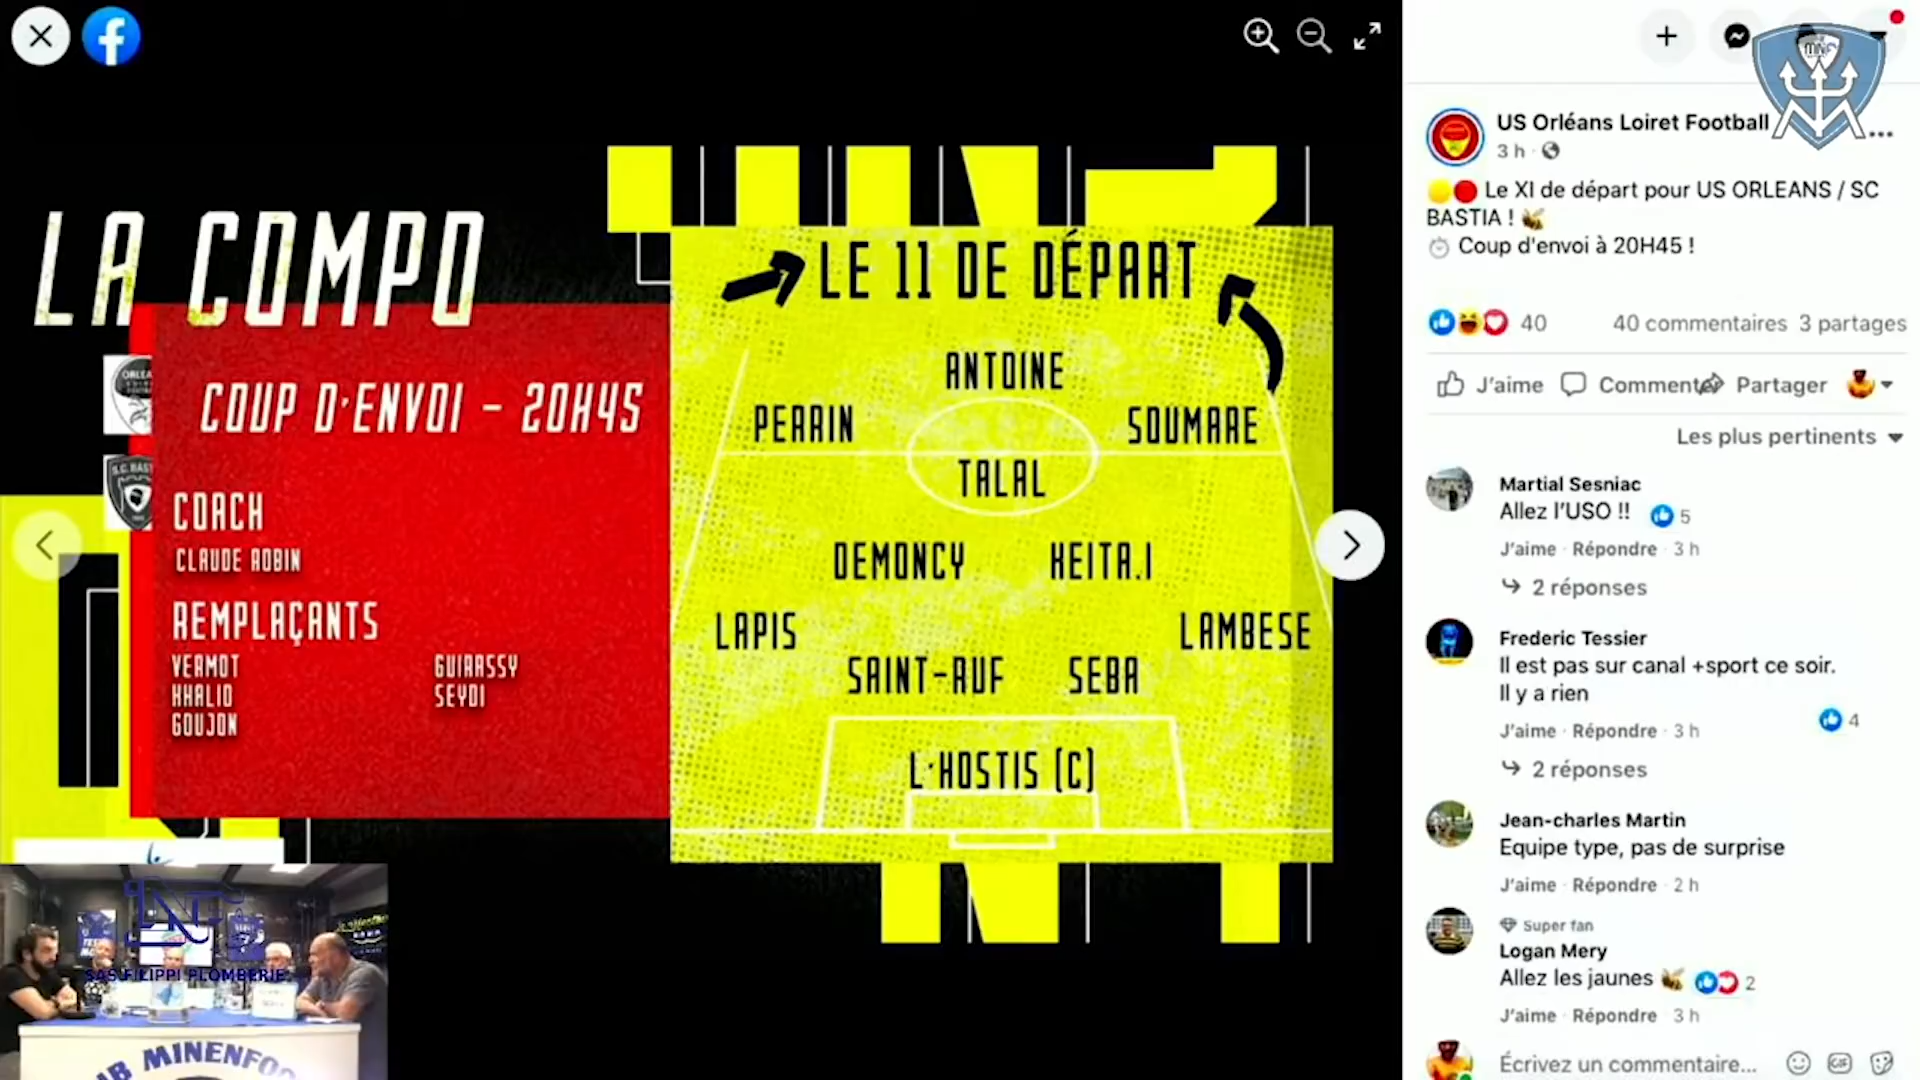 LA COMPO
COUP D'ENVOI - 20H45
COACH
CLAUDE ROBIN
REMPLAÇANTS
VERMOT
KHALID
GOUJON
GUIRASSY
SEYDI
LE 11 DE DÉPART
ANTOINE
PERRIN
SOUMARE
TALAL
DEMONCY
KEITA.I
LAPIS
LAMBESE
SAINT-RUF
SEBA
L'HOSTIS (C)
SAS FILIPPI PLOMBERIE
MINENFOO
US Orléans Loiret Football
3 h
Le XI de départ pour US ORLEANS / SC
BASTIA !
Coup d'envoi à 20H45 !
40
40 commentaires 3 partages
J'aime
Commenter
Partager
Les plus pertinents
Martial Sesniac
Allez l'USO !!
5
J'aime · Répondre · 3 h
2 réponses
Frederic Tessier
Il est pas sur canal +sport ce soir.
Il y a rien
4
J'aime · Répondre · 3 h
2 réponses
Jean-charles Martin
Equipe type, pas de surprise
J'aime · Répondre · 2 h
Super fan
Logan Mery
Allez les jaunes
2
J'aime · Répondre · 3 h
Écrivez un commentaire...
GIF